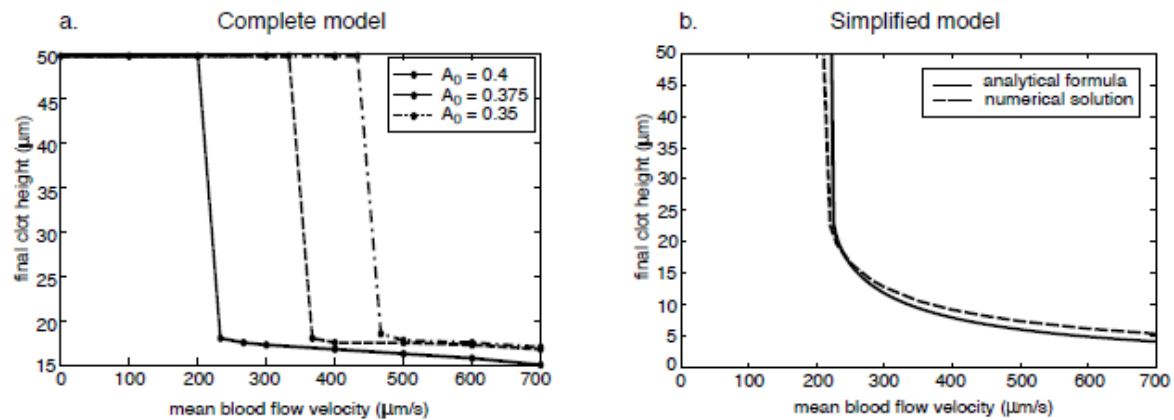 a. Complete model
50
45
40
35
30
25
20
15
0 100 200 300 400 500 600 700
final clot height (μm)
mean blood flow velocity (μm/s)
A0 = 0.4
A0 = 0.375
A0 = 0.35
b. Simplified model
50
45
40
35
30
25
20
15
10
5
0
0 100 200 300 400 500 600 700
final clot height (μm)
mean blood flow velocity (μm/s)
analytical formula
numerical solution